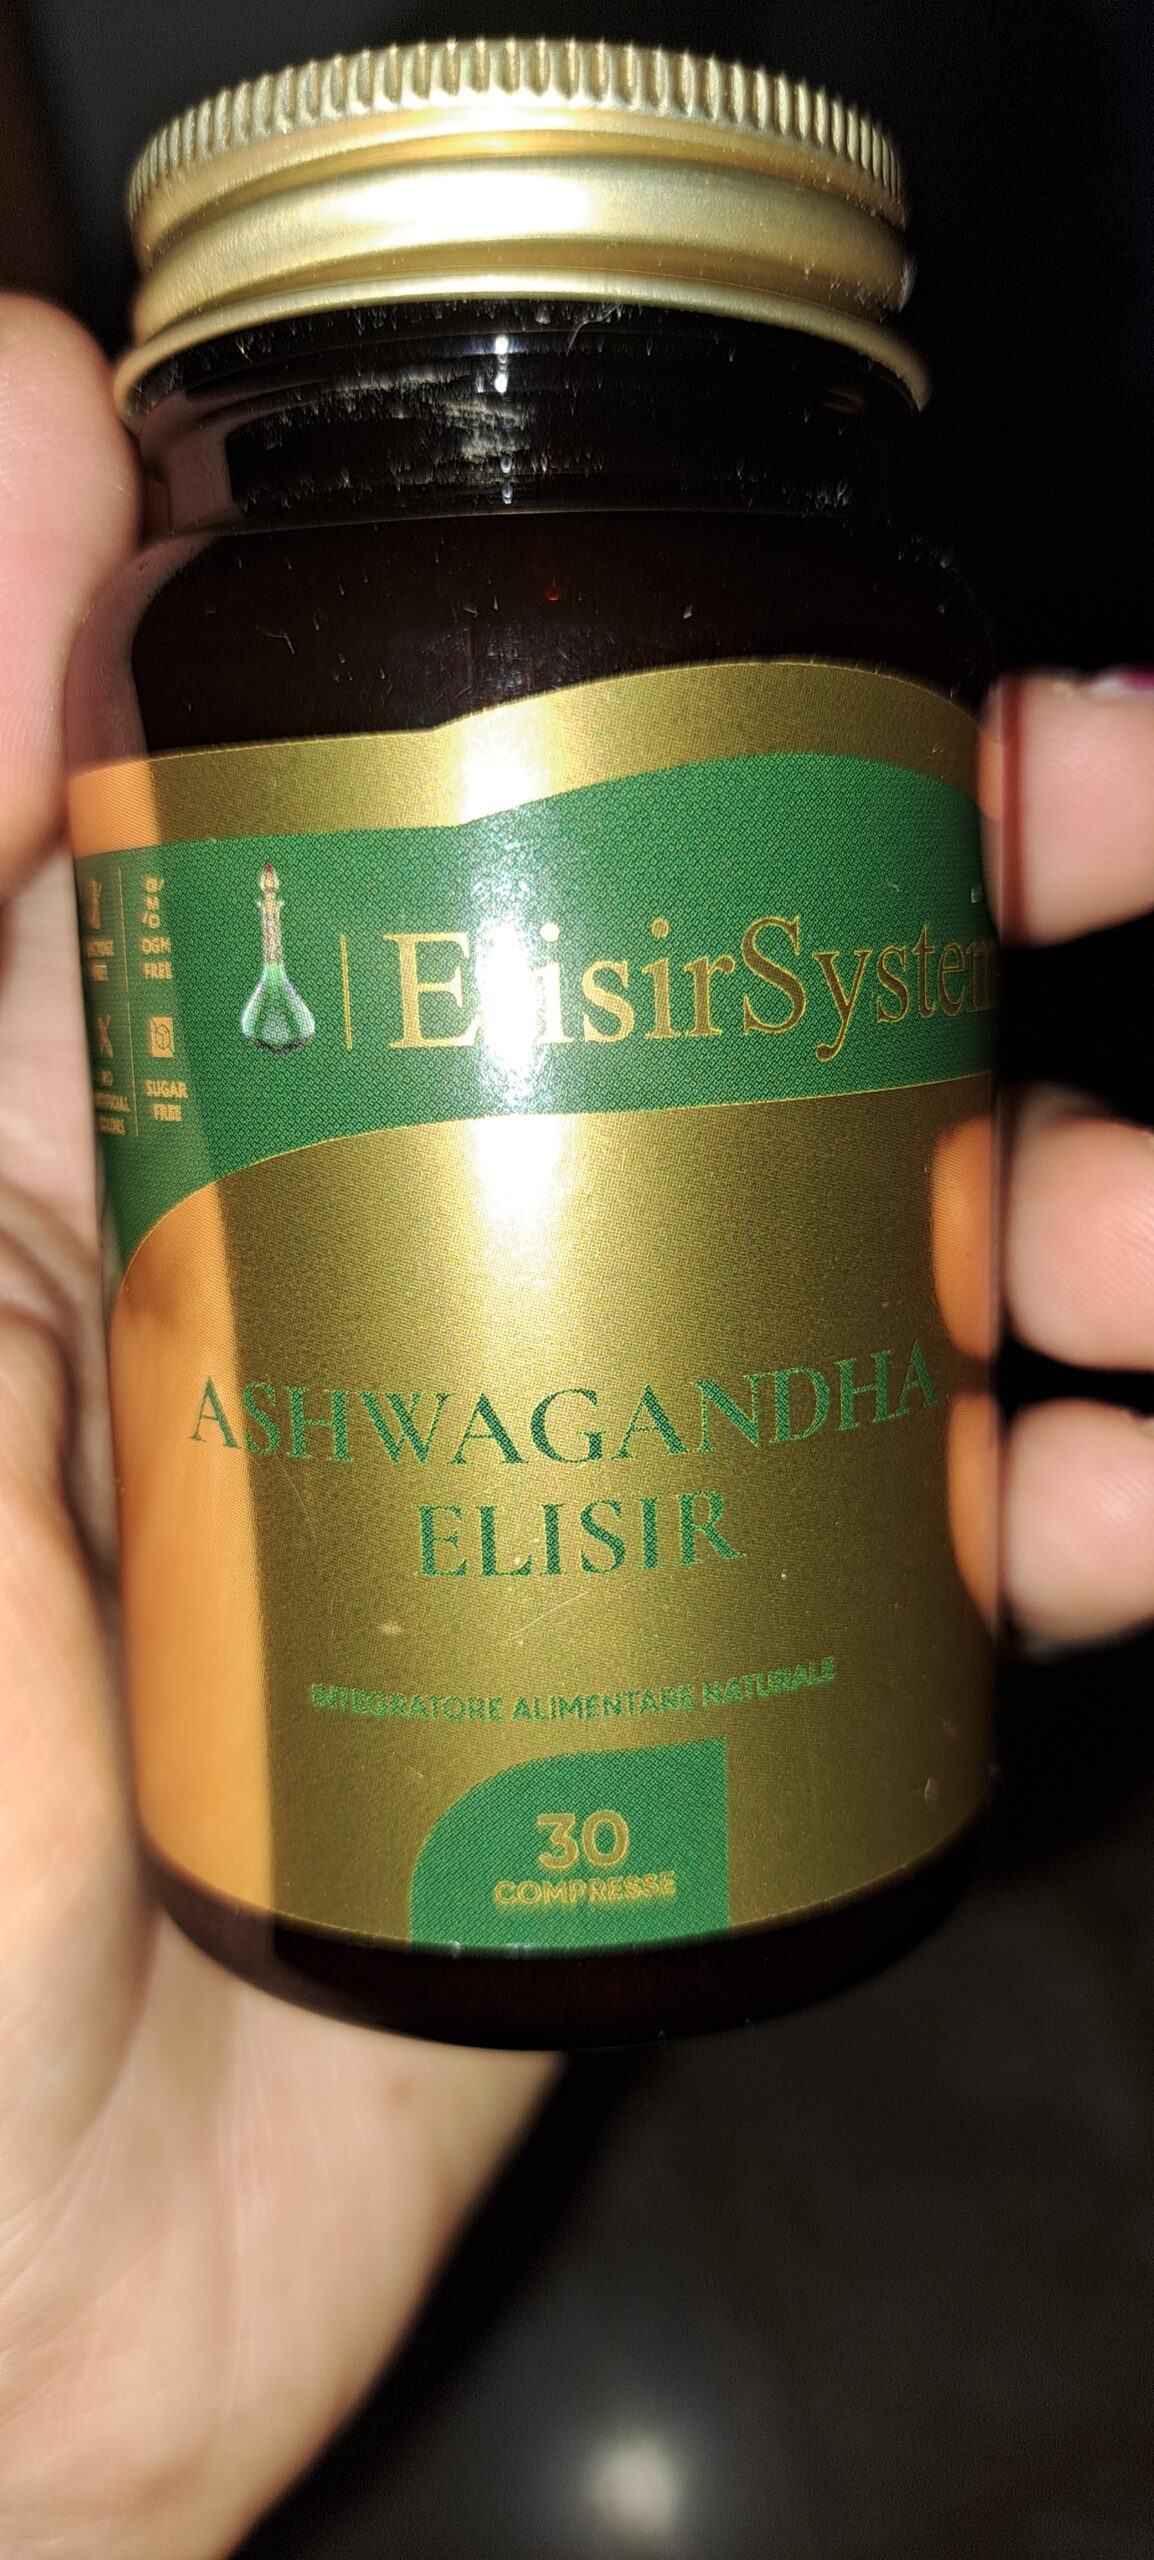 ElisirSystem
G/
M/
/O
OGM
FREE
SUGAR
FREE
ASHWAGANDHA
ELISIR
INTEGRATORE ALIMENTARE NATURALE
30
COMPRESSE